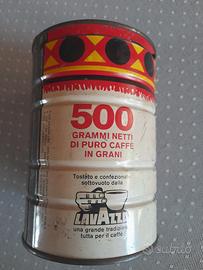 500
GRAMMI NETTI
DI PURO CAFFÈ
IN GRANI
Tostato e confezionato
sottovuoto dalla
LAVAZZA
una grande tradizione
tutta per il caffè
subito